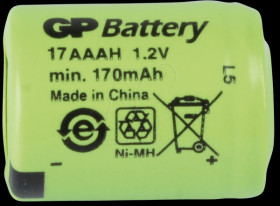 GP Battery
17AAAH 1.2V
min. 170mAh
Made in China
Ni-MH
L5